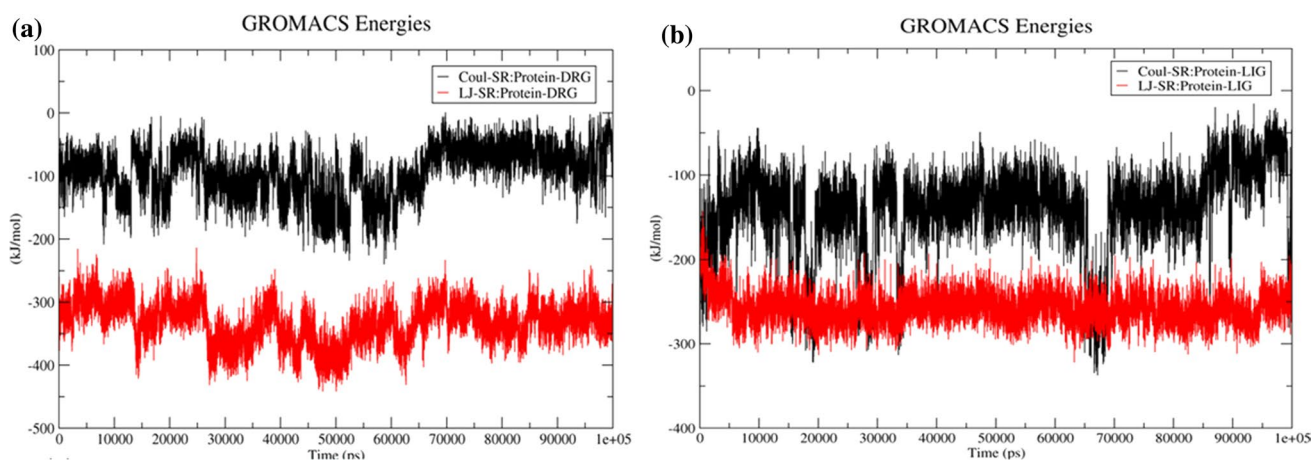 (a)
GROMACS Energies
100
0
-100
-200
-300
-400
-500
(kJ/mol)
Coul-SR:Protein-DRG
LJ-SR:Protein-DRG
0 10000 20000 30000 40000 50000 60000 70000 80000 90000 1e+05
Time (ps)
(b)
GROMACS Energies
0
-100
-200
-300
-400
(kJ/mol)
Coul-SR:Protein-LIG
LJ-SR:Protein-LIG
0 10000 20000 30000 40000 50000 60000 70000 80000 90000 1e+05
Time (ps)